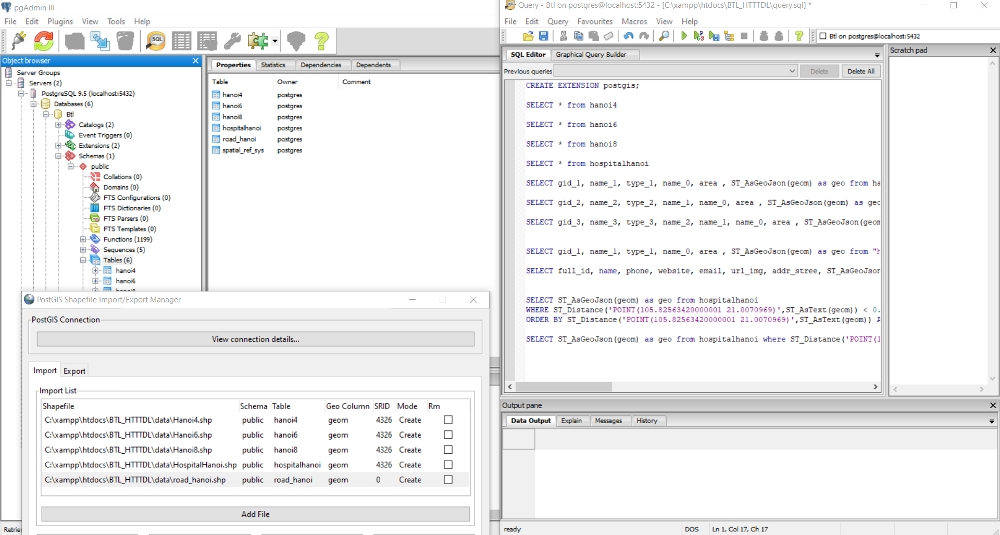 pgAdmin III
File Edit Plugins View Tools Help
SQL
Object browser
Server Groups
Servers (2)
PostgreSQL 9.5 (localhost:5432)
Databases (6)
Btl
Catalogs (2)
Event Triggers (0)
Extensions (2)
Schemas (1)
public
Collations (0)
Domains (0)
FTS Configurations (0)
FTS Dictionaries (0)
FTS Parsers (0)
FTS Templates (0)
Functions (1199)
Sequences (5)
Tables (6)
hanoi4
hanoi6
hanoi8
Properties Statistics Dependencies Dependents
Table Owner Comment
hanoi4 postgres
hanoi6 postgres
hanoi8 postgres
hospitalhanoi postgres
road_hanoi postgres
spatial_ref_sys postgres
PostGIS Shapefile Import/Export Manager
PostGIS Connection
View connection details...
Import Export
Import List
Shapefile Schema Table Geo Column SRID Mode Rm
C:\xampp\htdocs\BTL_HTTTDL\data\Hanoi4.shp public hanoi4 geom 4326 Create
C:\xampp\htdocs\BTL_HTTTDL\data\Hanoi6.shp public hanoi6 geom 4326 Create
C:\xampp\htdocs\BTL_HTTTDL\data\Hanoi8.shp public hanoi8 geom 4326 Create
C:\xampp\htdocs\BTL_HTTTDL\data\HospitalHanoi.shp public hospitalhanoi geom 4326 Create
C:\xampp\htdocs\BTL_HTTTDL\data\road_hanoi.shp public road_hanoi geom 0 Create
Add File
Retrie
Query - Btl on postgres@localhost:5432 - [C:\xampp\htdocs\BTL_HTTTDL\query.sql] *
File Edit Query Favourites Macros View Help
Btl on postgres@localhost:5432
SQL Editor Graphical Query Builder
Previous queries Delete Delete All
CREATE EXTENSION postgis;
SELECT * from hanoi4
SELECT * from hanoi6
SELECT * from hanoi8
SELECT * from hospitalhanoi
SELECT gid_1, name_1, type_1, name_0, area , ST_AsGeoJson(geom) as geo from ha
SELECT gid_2, name_2, type_2, name_1, name_0, area , ST_AsGeoJson(geom) as geo
SELECT gid_3, name_3, type_3, name_2, name_1, name_0, area , ST_AsGeoJson(geom
SELECT gid_1, name_1, type_1, name_0, area , ST_AsGeoJson(geom) as geo from "h
SELECT full_id, name, phone, website, email, url_img, addr_stree, ST_AsGeoJson
SELECT ST_AsGeoJson(geom) as geo from hospitalhanoi
WHERE ST_Distance('POINT(105.82563420000001 21.0070969)',ST_AsText(geom)) < 0.
ORDER BY ST_Distance('POINT(105.82563420000001 21.0070969)',ST_AsText(geom)) A
SELECT ST_AsGeoJson(geom) as geo from hospitalhanoi where ST_Distance('POINT(1
Scratch pad
Output pane
Data Output Explain Messages History
ready DOS Ln 1, Col 17, Ch 17